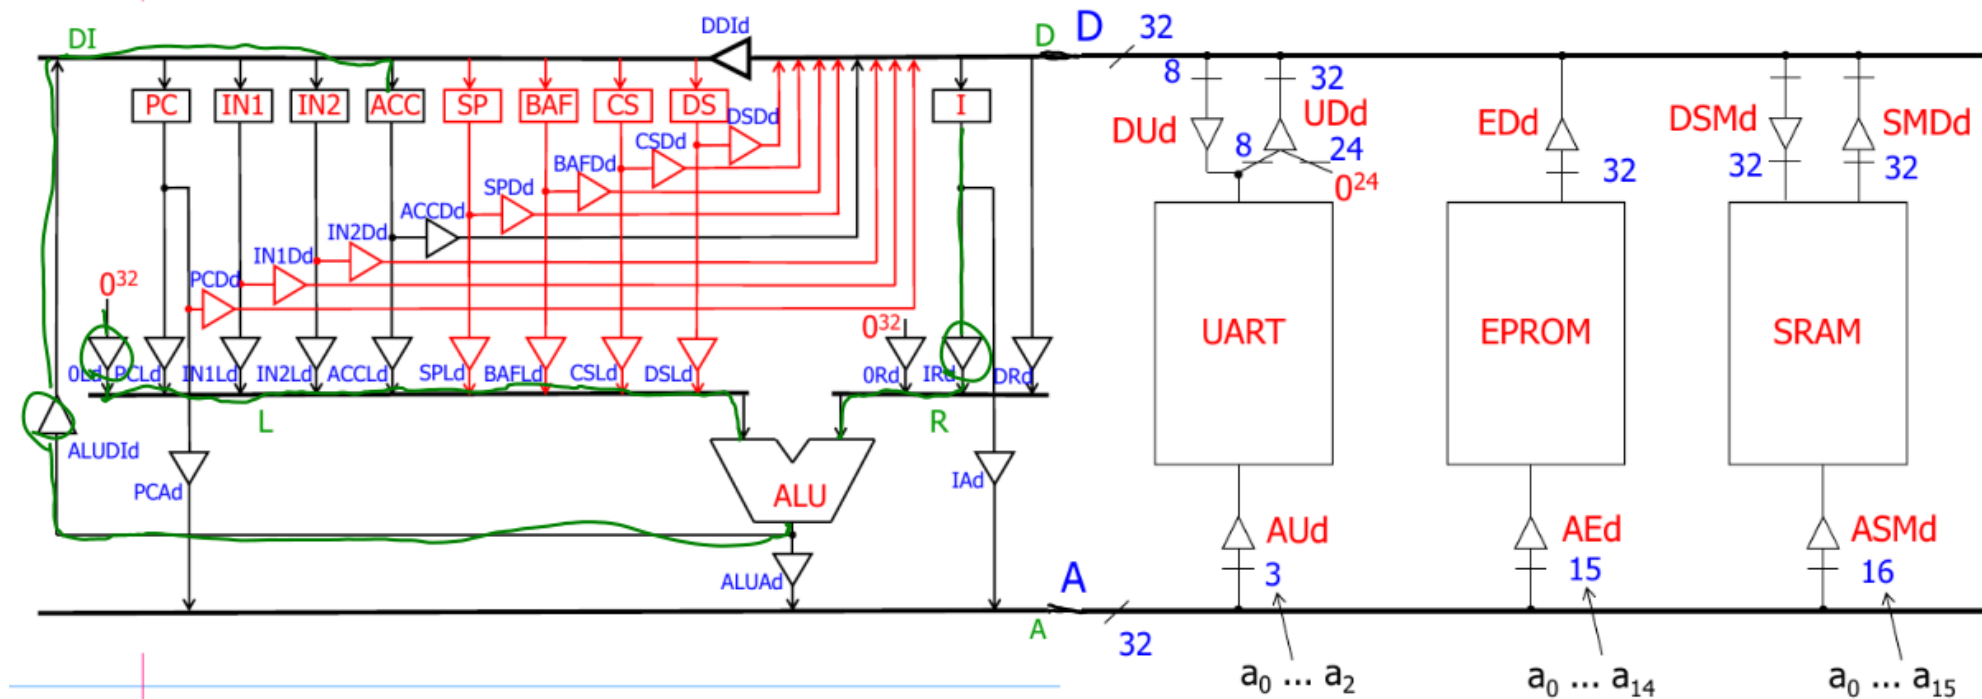 DI
DDId
D
D
32
PC
IN1
IN2
ACC
SP
BAF
CS
DS
I
8
32
DUd
UDd
8
24
0²⁴
EDd
32
DSMd
SMDd
32
32
DSDd
CSDd
BAFDd
SPDd
ACCDd
IN2Dd
IN1Dd
PCDd
0³²
0³²
UART
EPROM
SRAM
0Ld
PCLd
IN1Ld
IN2Ld
ACCLd
SPLd
BAFLd
CSLd
DSLd
0Rd
IRd
DRd
L
R
ALUDId
PCAd
ALU
IAd
AUd
AEd
ASMd
ALUAd
A
3
15
16
A
32
a₀ ... a₂
a₀ ... a₁₄
a₀ ... a₁₅